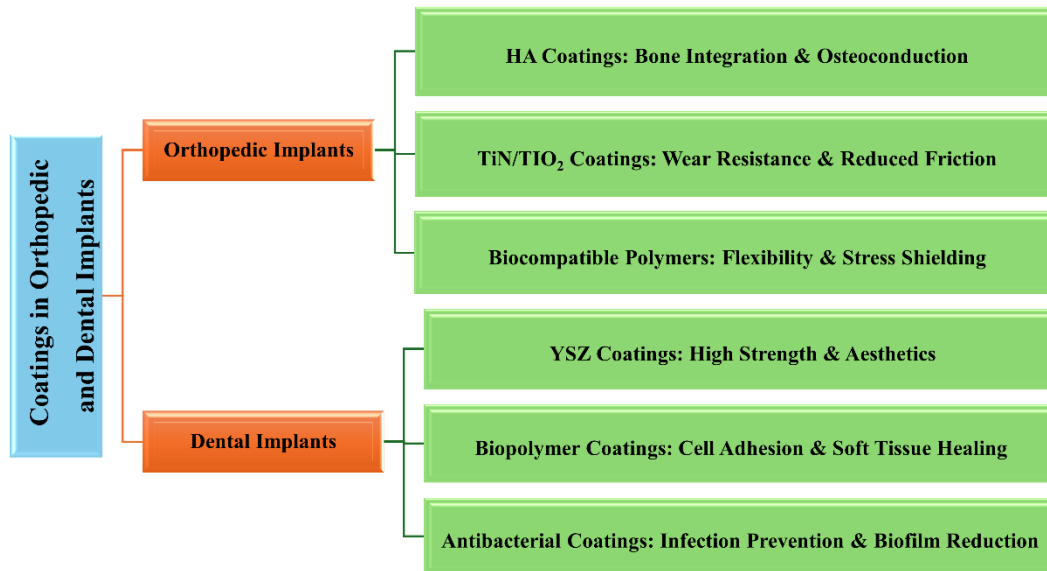 Coatings in Orthopedic
and Dental Implants
Orthopedic Implants
HA Coatings: Bone Integration & Osteoconduction
TiN/TIO₂ Coatings: Wear Resistance & Reduced Friction
Biocompatible Polymers: Flexibility & Stress Shielding
Dental Implants
YSZ Coatings: High Strength & Aesthetics
Biopolymer Coatings: Cell Adhesion & Soft Tissue Healing
Antibacterial Coatings: Infection Prevention & Biofilm Reduction